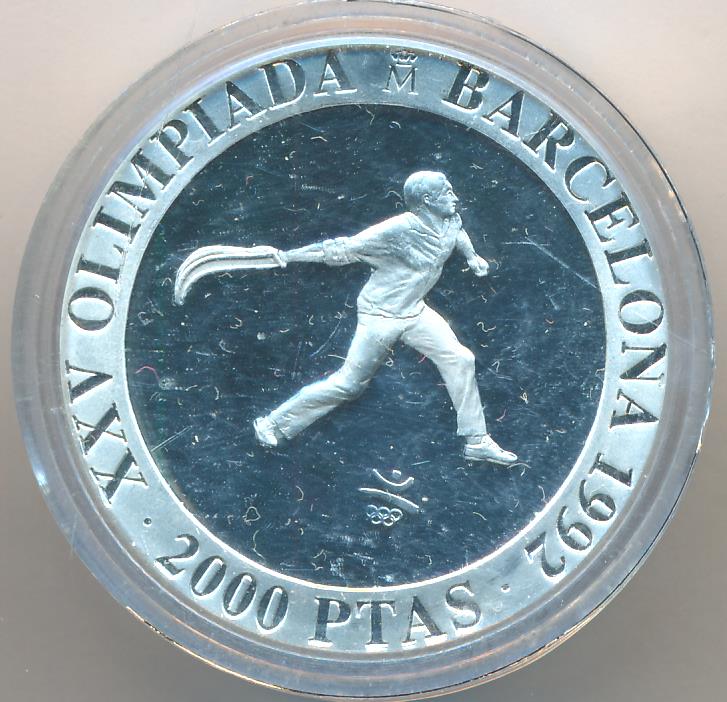 XXV OLIMPIADA M BARCELONA 1992
· 2000 PTAS ·